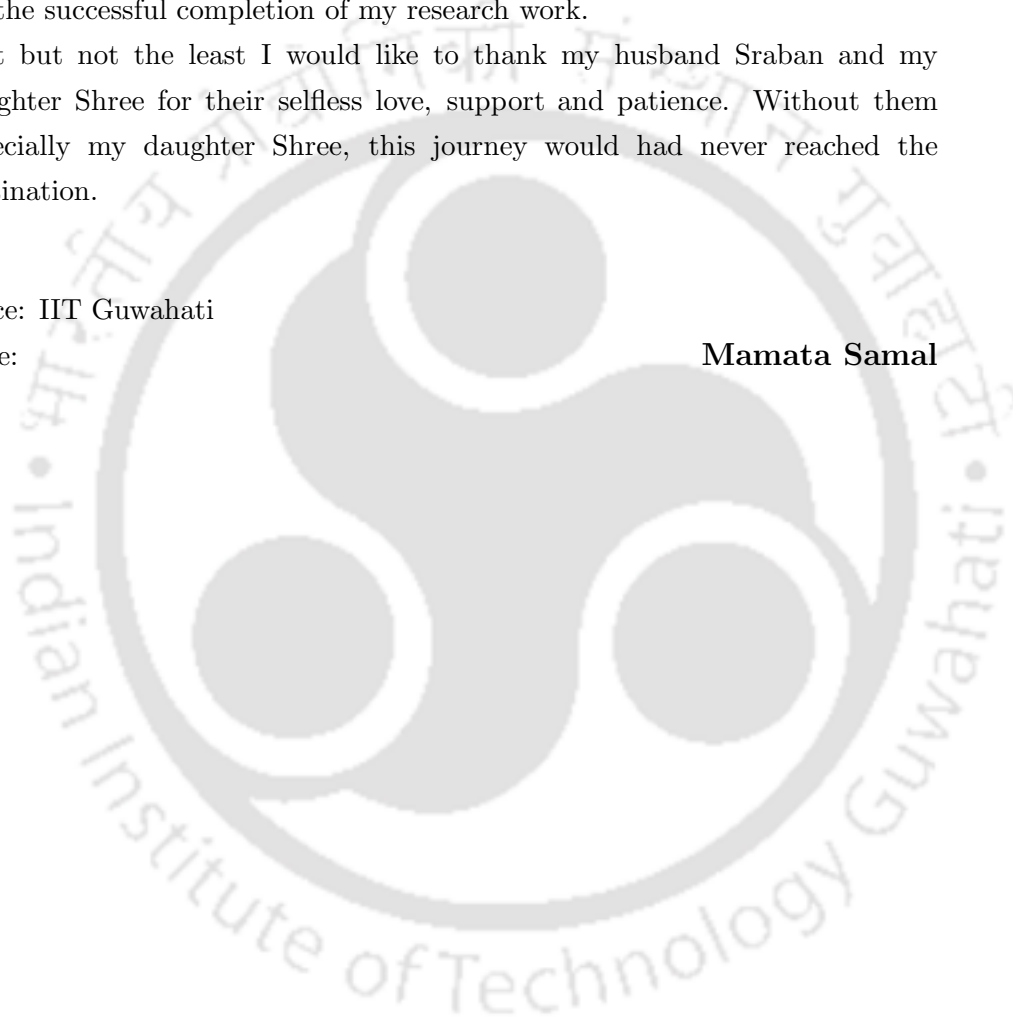 the successful completion of my research work.
t but not the least I would like to thank my husband Sraban and my
ghter Shree for their selfless love, support and patience. Without them
ecially my daughter Shree, this journey would had never reached the
ination.
ce: IIT Guwahati
e:
Mamata Samal
भारतीय प्रौद्योगिकी संस्थान गुवाहाटी
• Indian Institute of Technology Guwahati •